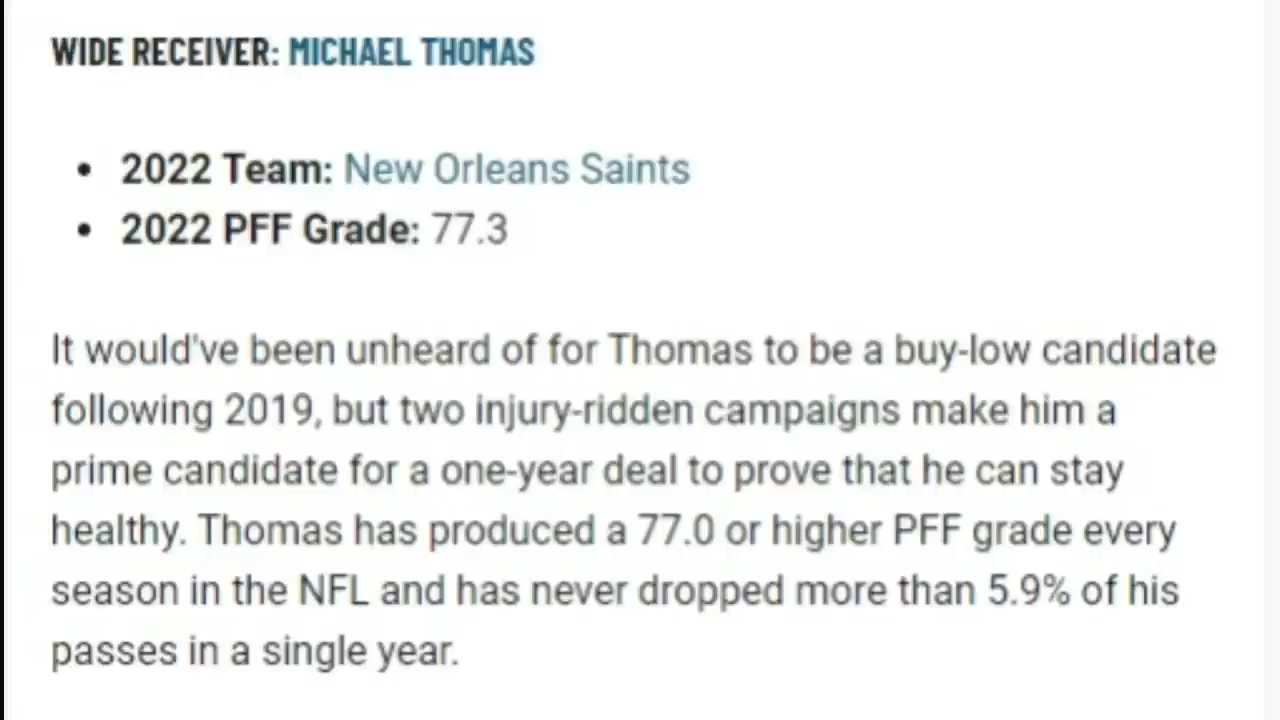 WIDE RECEIVER: MICHAEL THOMAS
• 2022 Team: New Orleans Saints
• 2022 PFF Grade: 77.3
It would've been unheard of for Thomas to be a buy-low candidate
following 2019, but two injury-ridden campaigns make him a
prime candidate for a one-year deal to prove that he can stay
healthy. Thomas has produced a 77.0 or higher PFF grade every
season in the NFL and has never dropped more than 5.9% of his
passes in a single year.